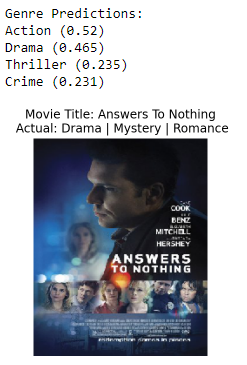 Genre Predictions:
Action (0.52)
Drama (0.465)
Thriller (0.235)
Crime (0.231)
Movie Title: Answers To Nothing
Actual: Drama | Mystery | Romance
COOK
BENZ
MITCHELL
HERSHEY
ANSWERS
TO NOTHING